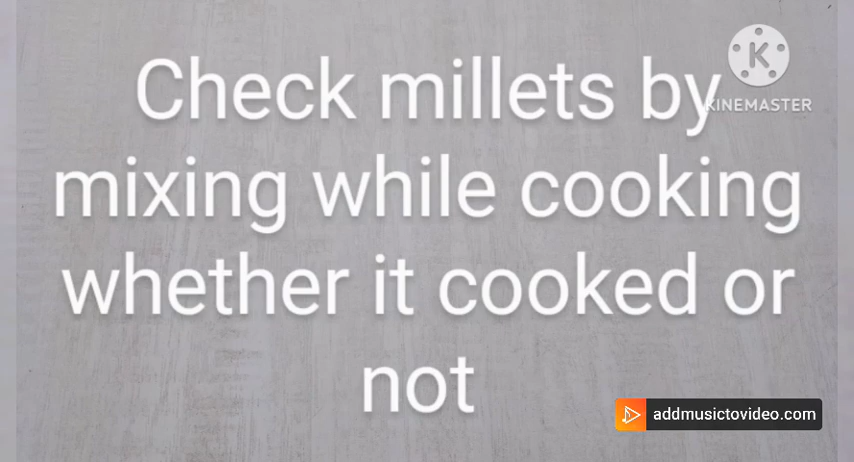 Check millets by
KINEMASTER
mixing while cooking
whether it cooked or
not
addmusictovideo.com